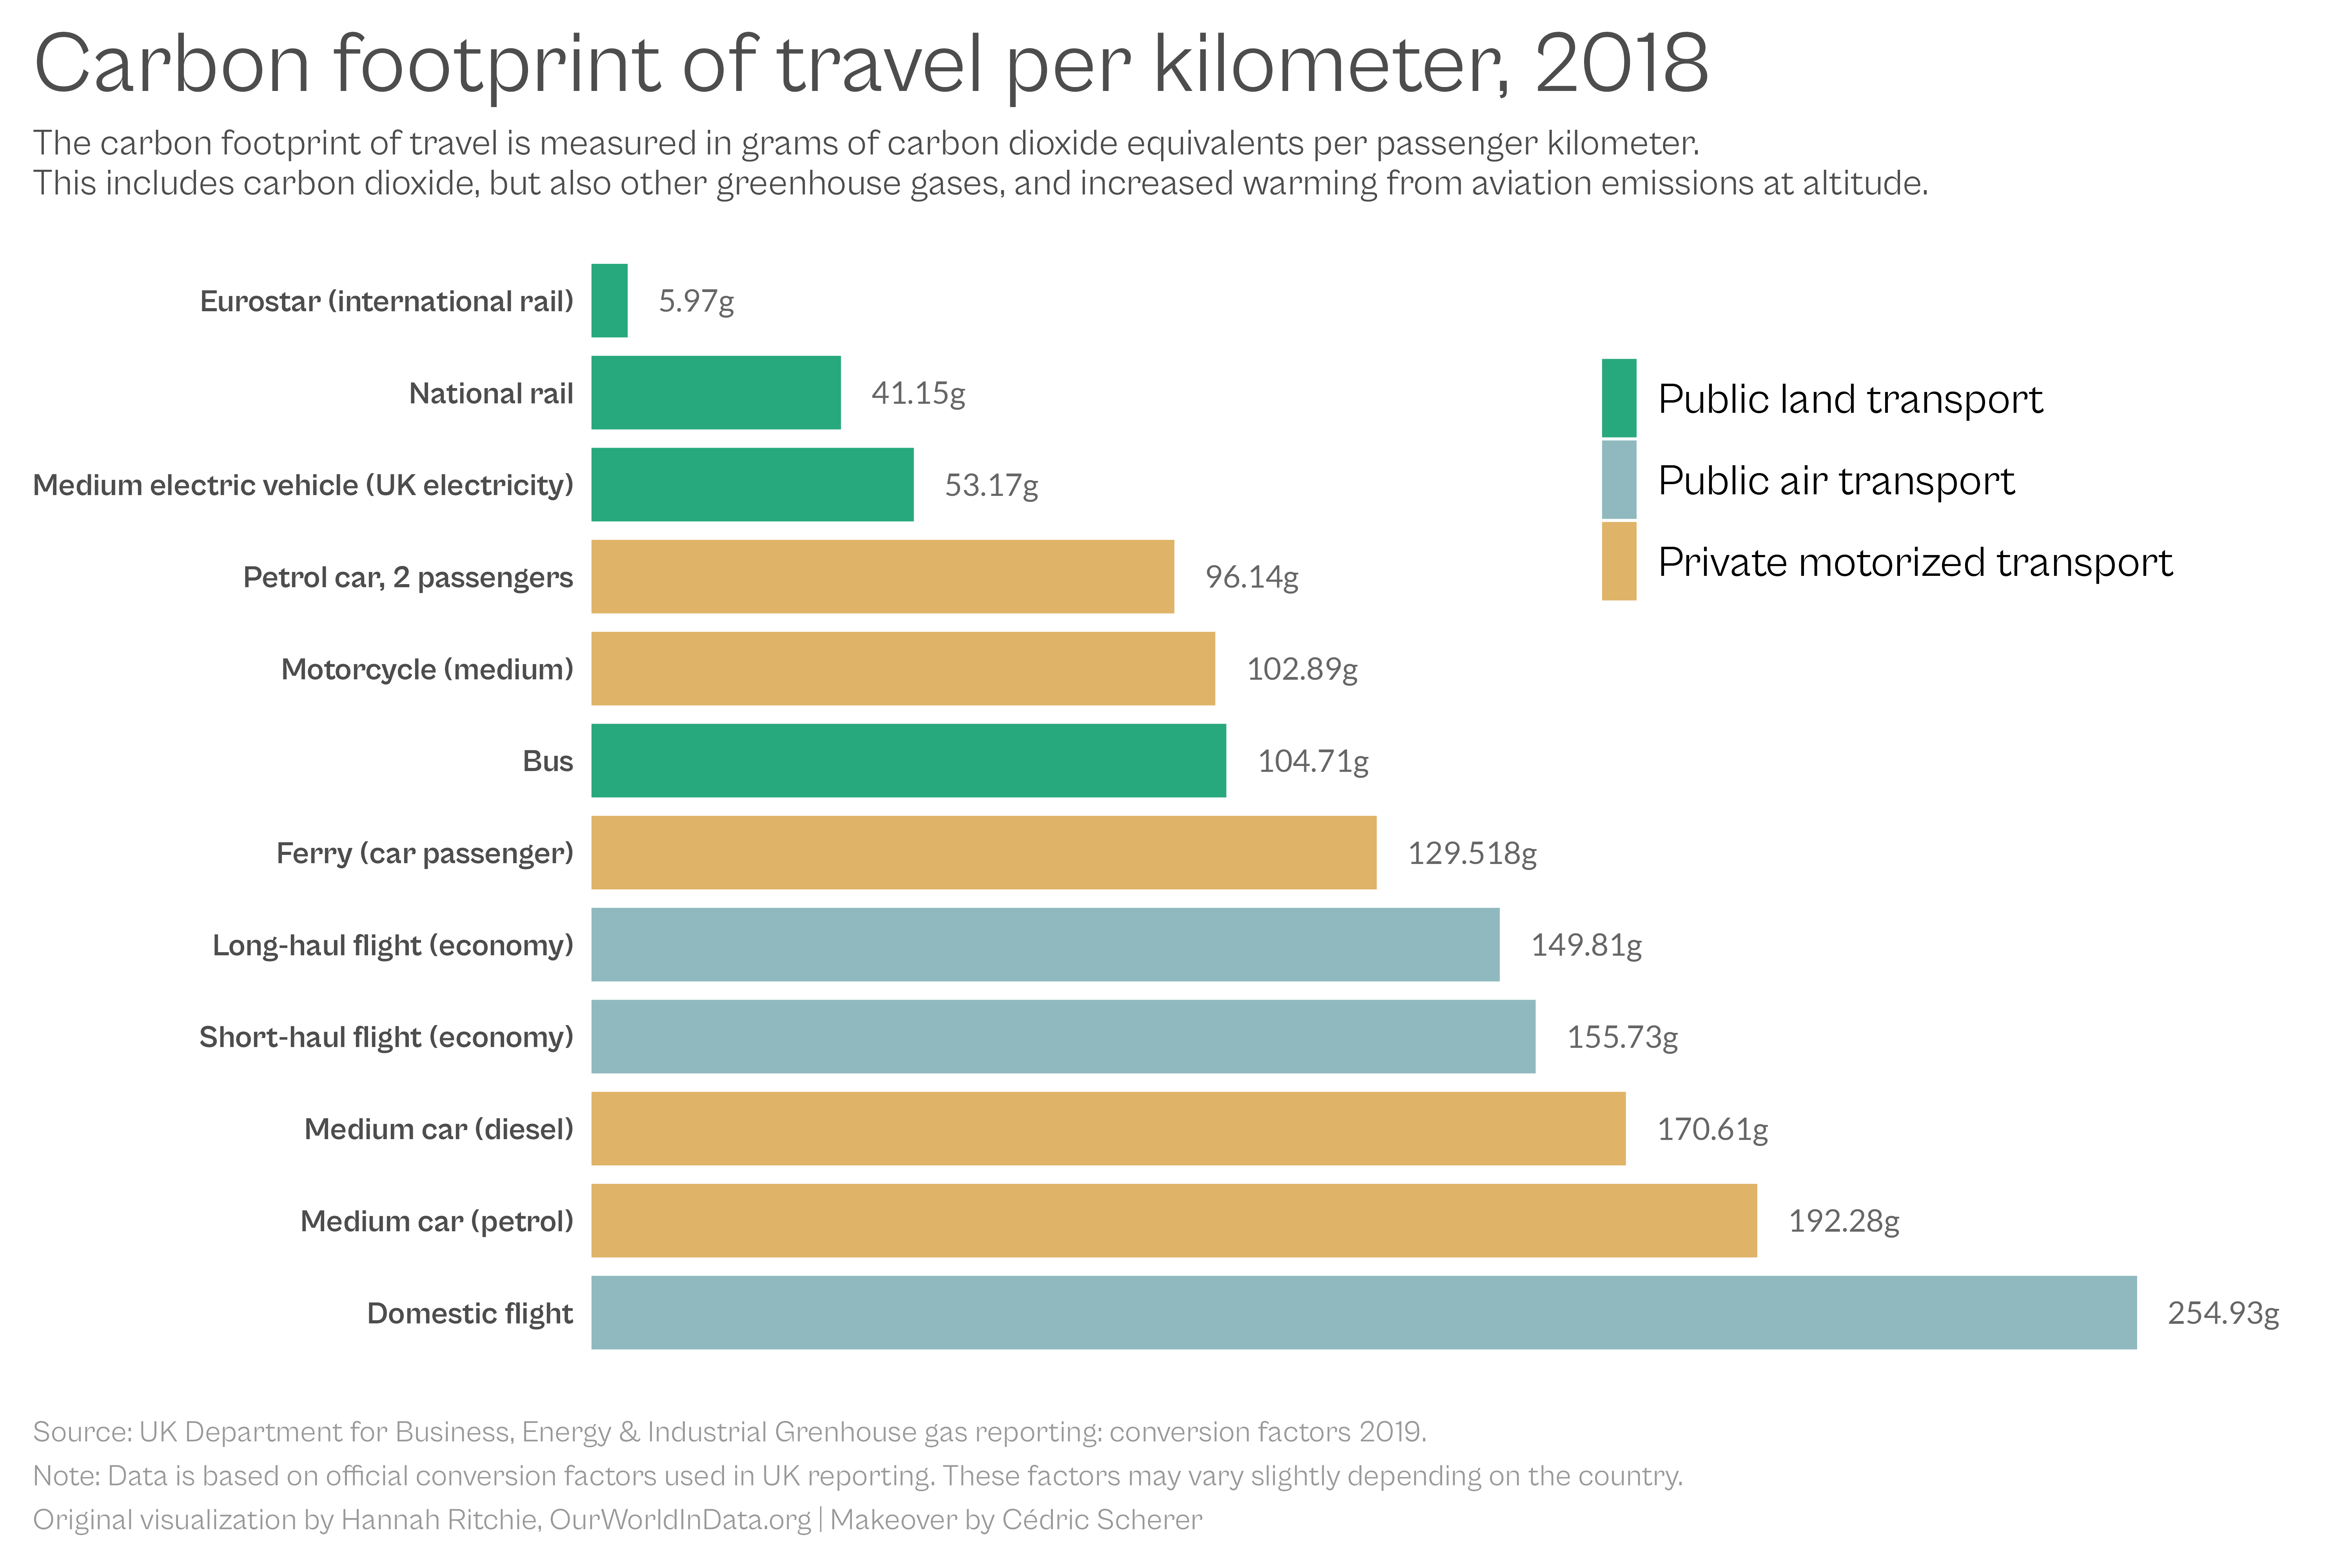 Carbon footprint of travel per kilometer, 2018
The carbon footprint of travel is measured in grams of carbon dioxide equivalents per passenger kilometer.
This includes carbon dioxide, but also other greenhouse gases, and increased warming from aviation emissions at altitude.
Eurostar (international rail) 5.97g
National rail 41.15g
Medium electric vehicle (UK electricity) 53.17g
Petrol car, 2 passengers 96.14g
Motorcycle (medium) 102.89g
Bus 104.71g
Ferry (car passenger) 129.518g
Long-haul flight (economy) 149.81g
Short-haul flight (economy) 155.73g
Medium car (diesel) 170.61g
Medium car (petrol) 192.28g
Domestic flight 254.93g
Public land transport
Public air transport
Private motorized transport
Source: UK Department for Business, Energy & Industrial Grenhouse gas reporting: conversion factors 2019.
Note: Data is based on official conversion factors used in UK reporting. These factors may vary slightly depending on the country.
Original visualization by Hannah Ritchie, OurWorldInData.org | Makeover by Cédric Scherer